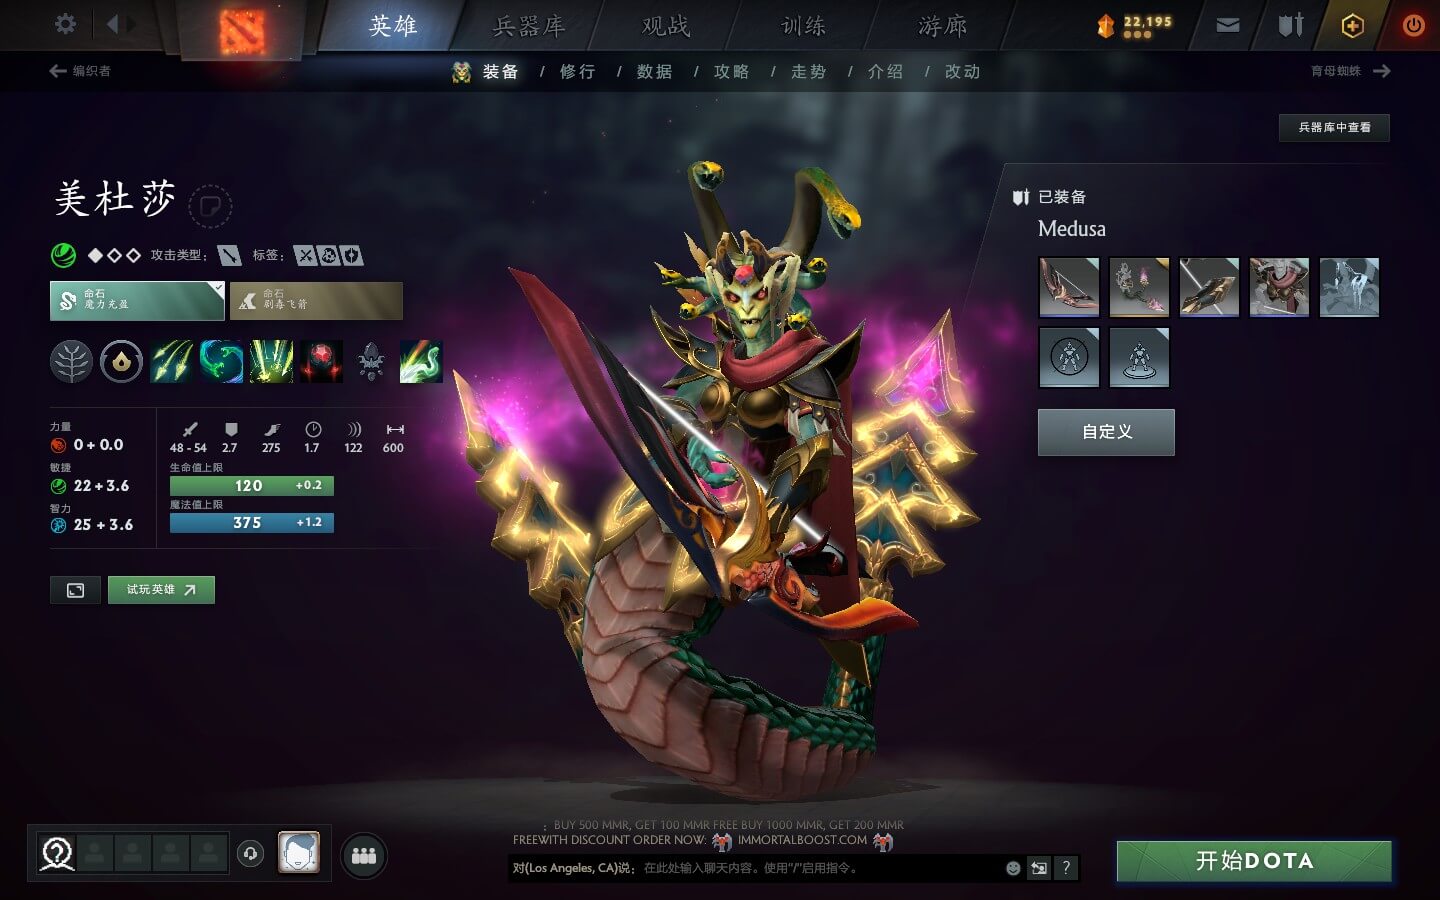 英雄
兵器库
观战
训练
游廊
22,195
编织者
装备 / 修行 / 数据 / 攻略 / 走势 / 介绍 / 改动
育母蜘蛛
兵器库中查看
美杜莎
攻击类型：
标签：
命石
魔力充盈
命石
剧毒飞箭
已装备
Medusa
自定义
力量
0 + 0.0
敏捷
22 + 3.6
智力
25 + 3.6
48 - 54 2.7 275 1.7 122 600
生命值上限
120 +0.2
魔法值上限
375 +1.2
试玩英雄
: BUY 500 MMR, GET 100 MMR FREE BUY 1000 MMR, GET 200 MMR
FREEWITH DISCOUNT ORDER NOW: IMMORTALBOOST.COM
对(Los Angeles, CA)说： 在此处输入聊天内容。使用“/”启用指令。
?
开始DOTA